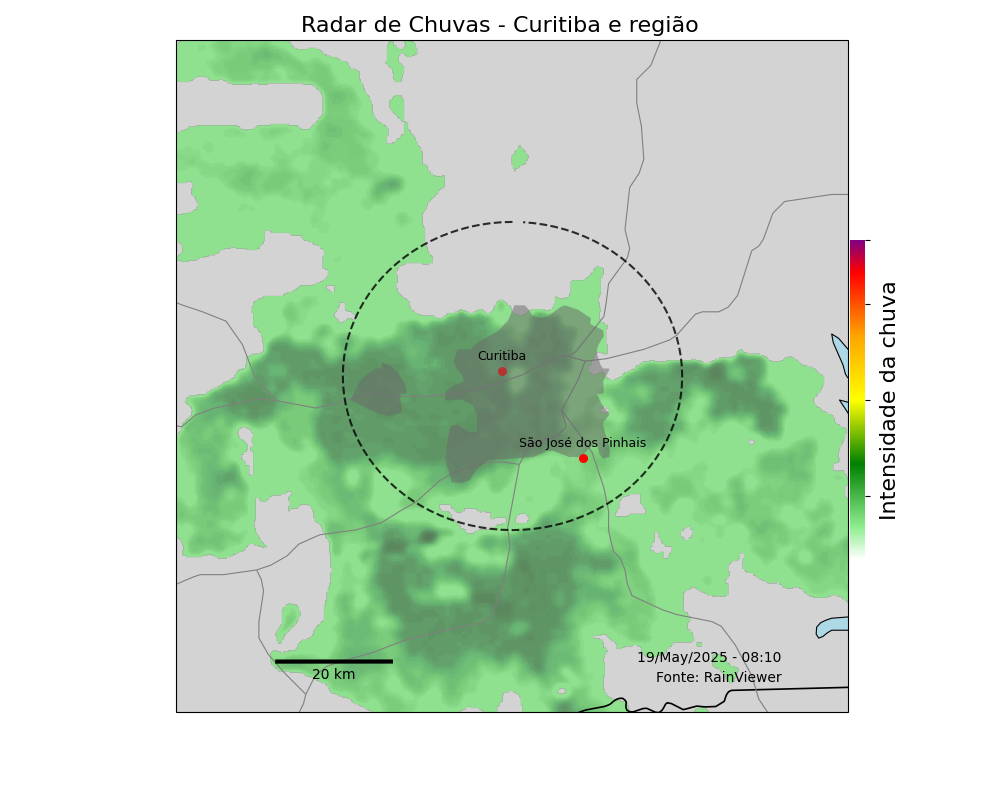 Radar de Chuvas - Curitiba e região
Curitiba
São José dos Pinhais
Intensidade da chuva
19/May/2025 - 08:10
20 km
Fonte: RainViewer